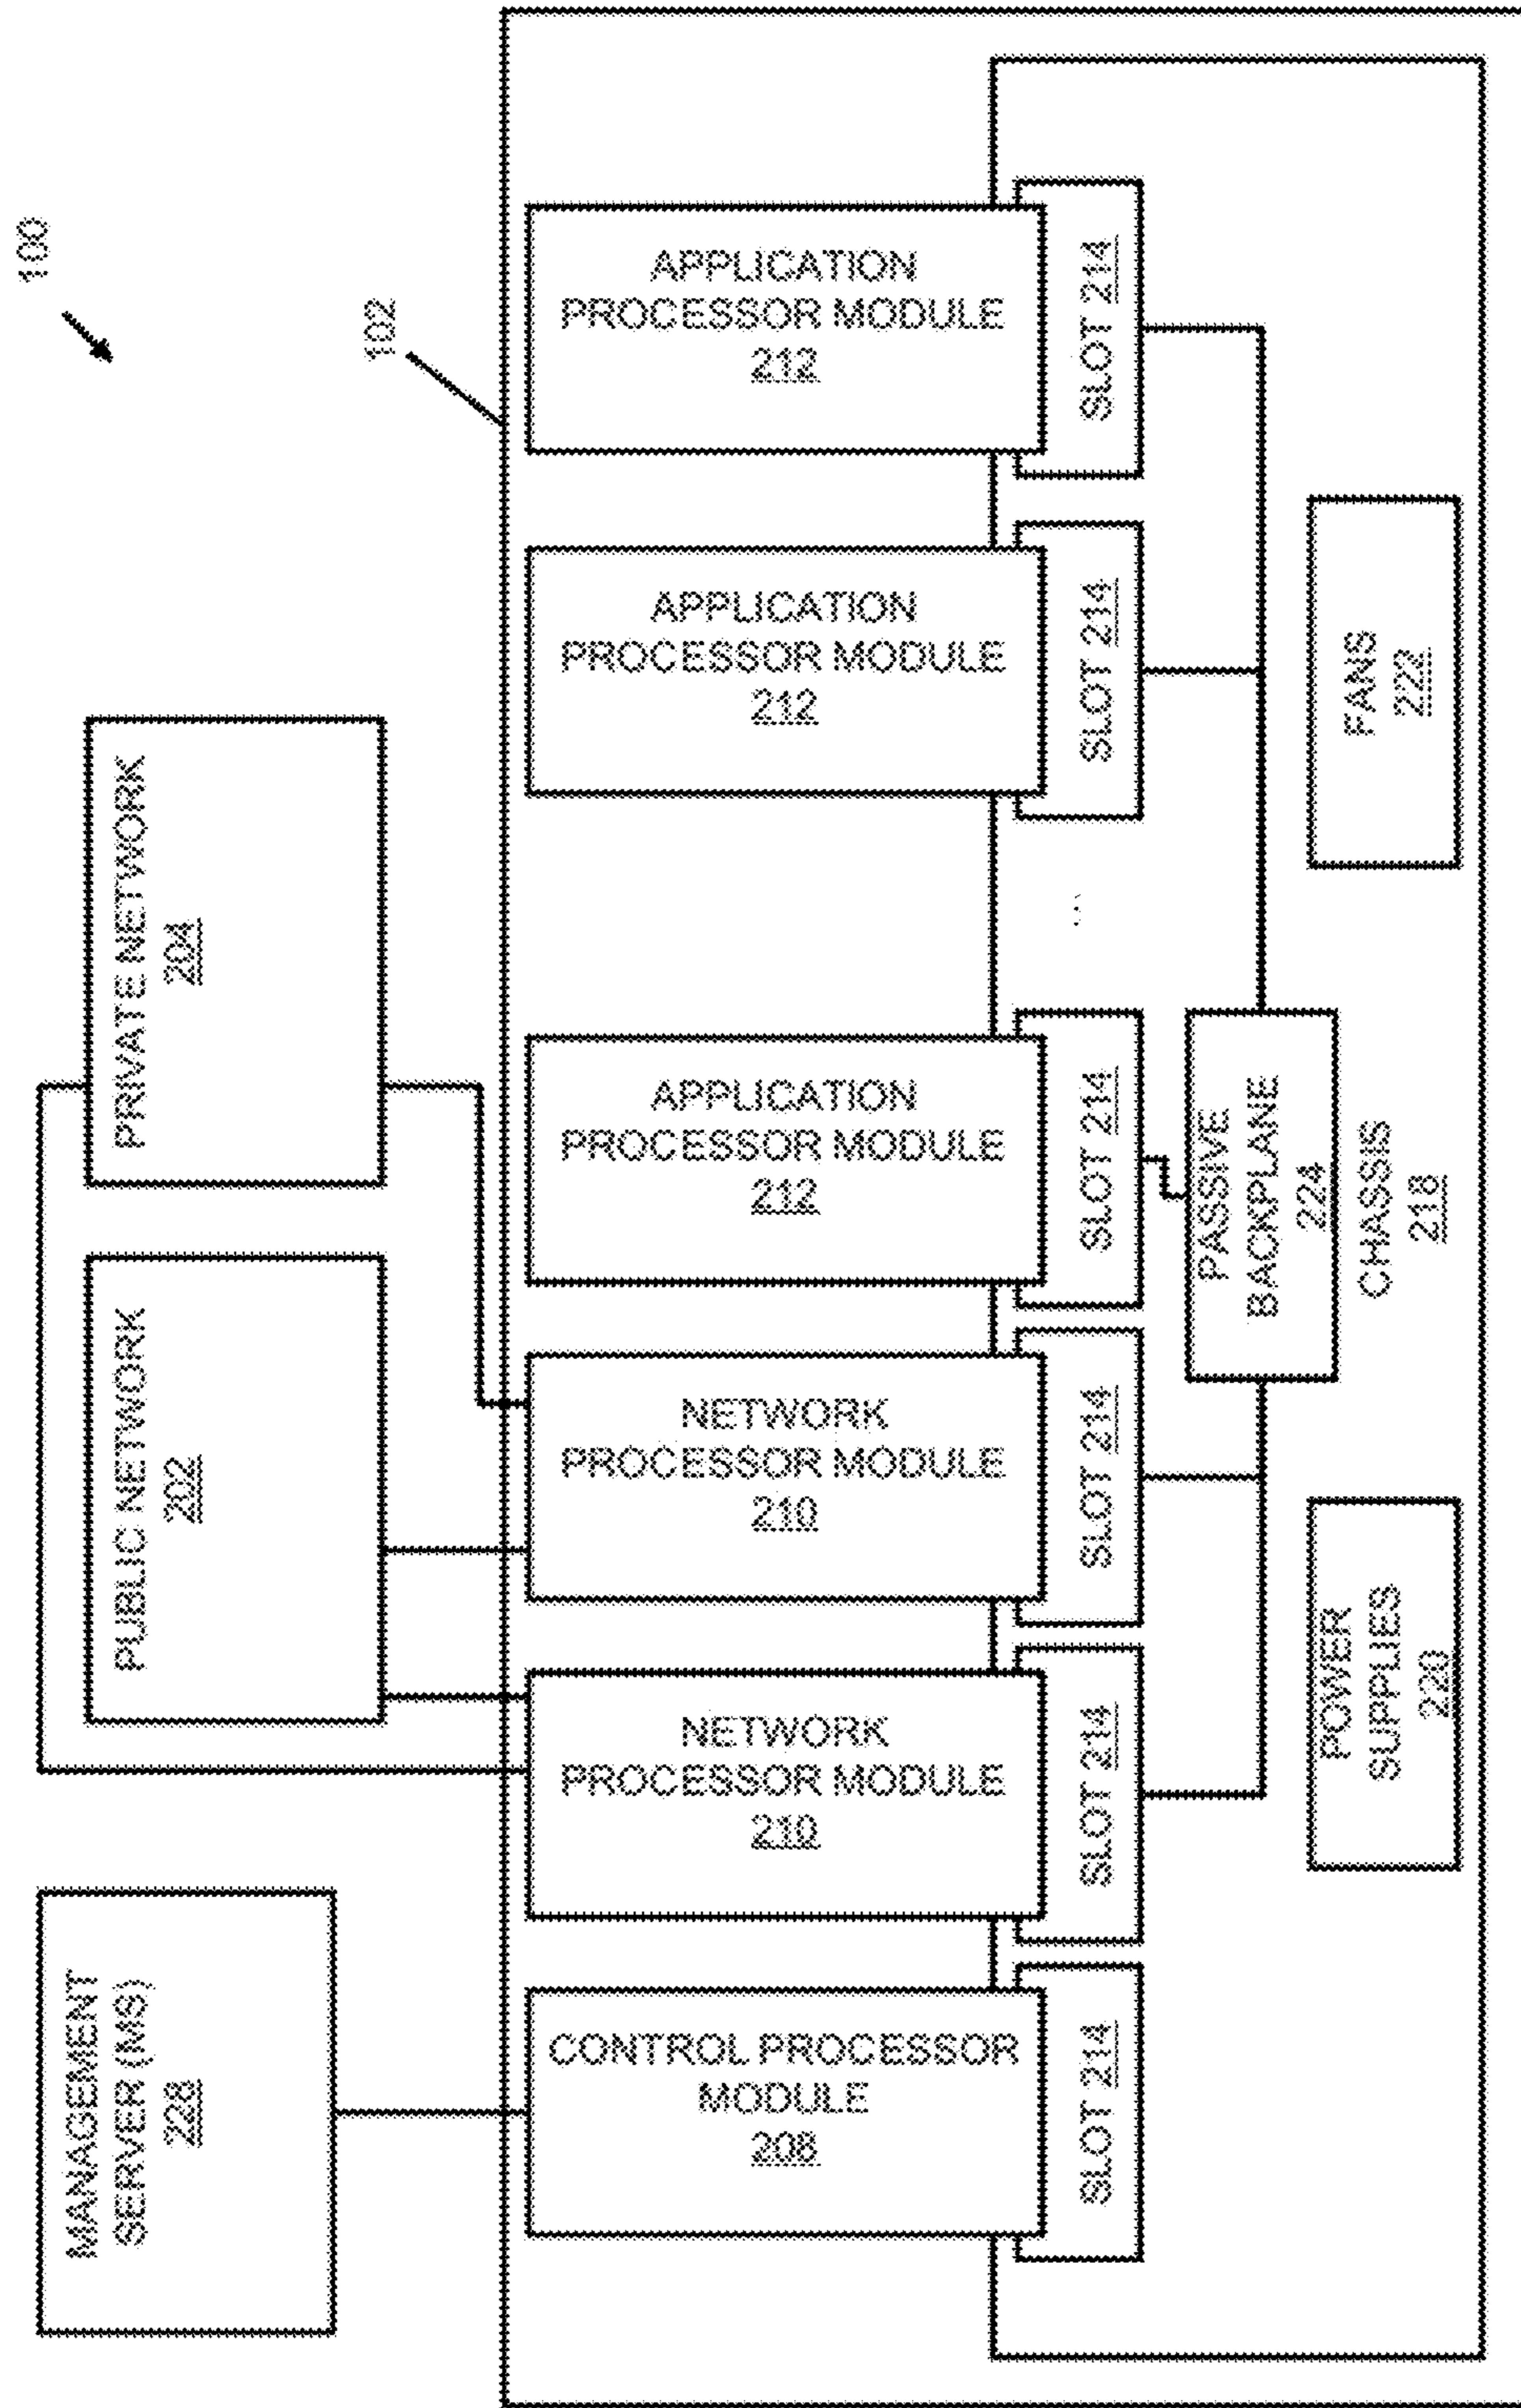 100
102
PRIVATE NETWORK
204
PUBLIC NETWORK
202
MANAGEMENT
SERVER (IMS)
228
APPLICATION
PROCESSOR MODULE
212
SLOT 214
APPLICATION
PROCESSOR MODULE
212
SLOT 214
...
APPLICATION
PROCESSOR MODULE
212
SLOT 214
NETWORK
PROCESSOR MODULE
210
SLOT 214
NETWORK
PROCESSOR MODULE
210
SLOT 214
CONTROL PROCESSOR
MODULE
208
SLOT 214
PASSIVE
BACKPLANE
224
CHASSIS
218
FANS
222
POWER
SUPPLIES
220